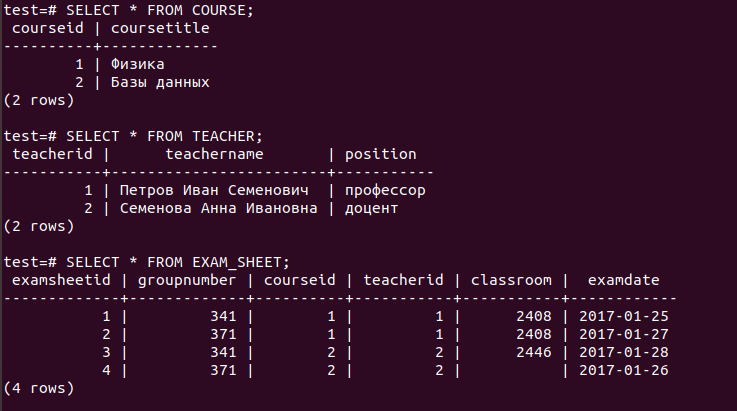 test=# SELECT * FROM COURSE;
 courseid | coursetitle
----------+-------------
        1 | Физика
        2 | Базы данных
(2 rows)

test=# SELECT * FROM TEACHER;
 teacherid |      teachername       | position
-----------+------------------------+-----------
         1 | Петров Иван Семенович  | профессор
         2 | Семенова Анна Ивановна | доцент
(2 rows)

test=# SELECT * FROM EXAM_SHEET;
 examsheetid | groupnumber | courseid | teacherid | classroom |  examdate
-------------+-------------+----------+-----------+-----------+------------
           1 |         341 |        1 |         1 |      2408 | 2017-01-25
           2 |         371 |        1 |         1 |      2408 | 2017-01-27
           3 |         341 |        2 |         2 |      2446 | 2017-01-28
           4 |         371 |        2 |         2 |           | 2017-01-26
(4 rows)